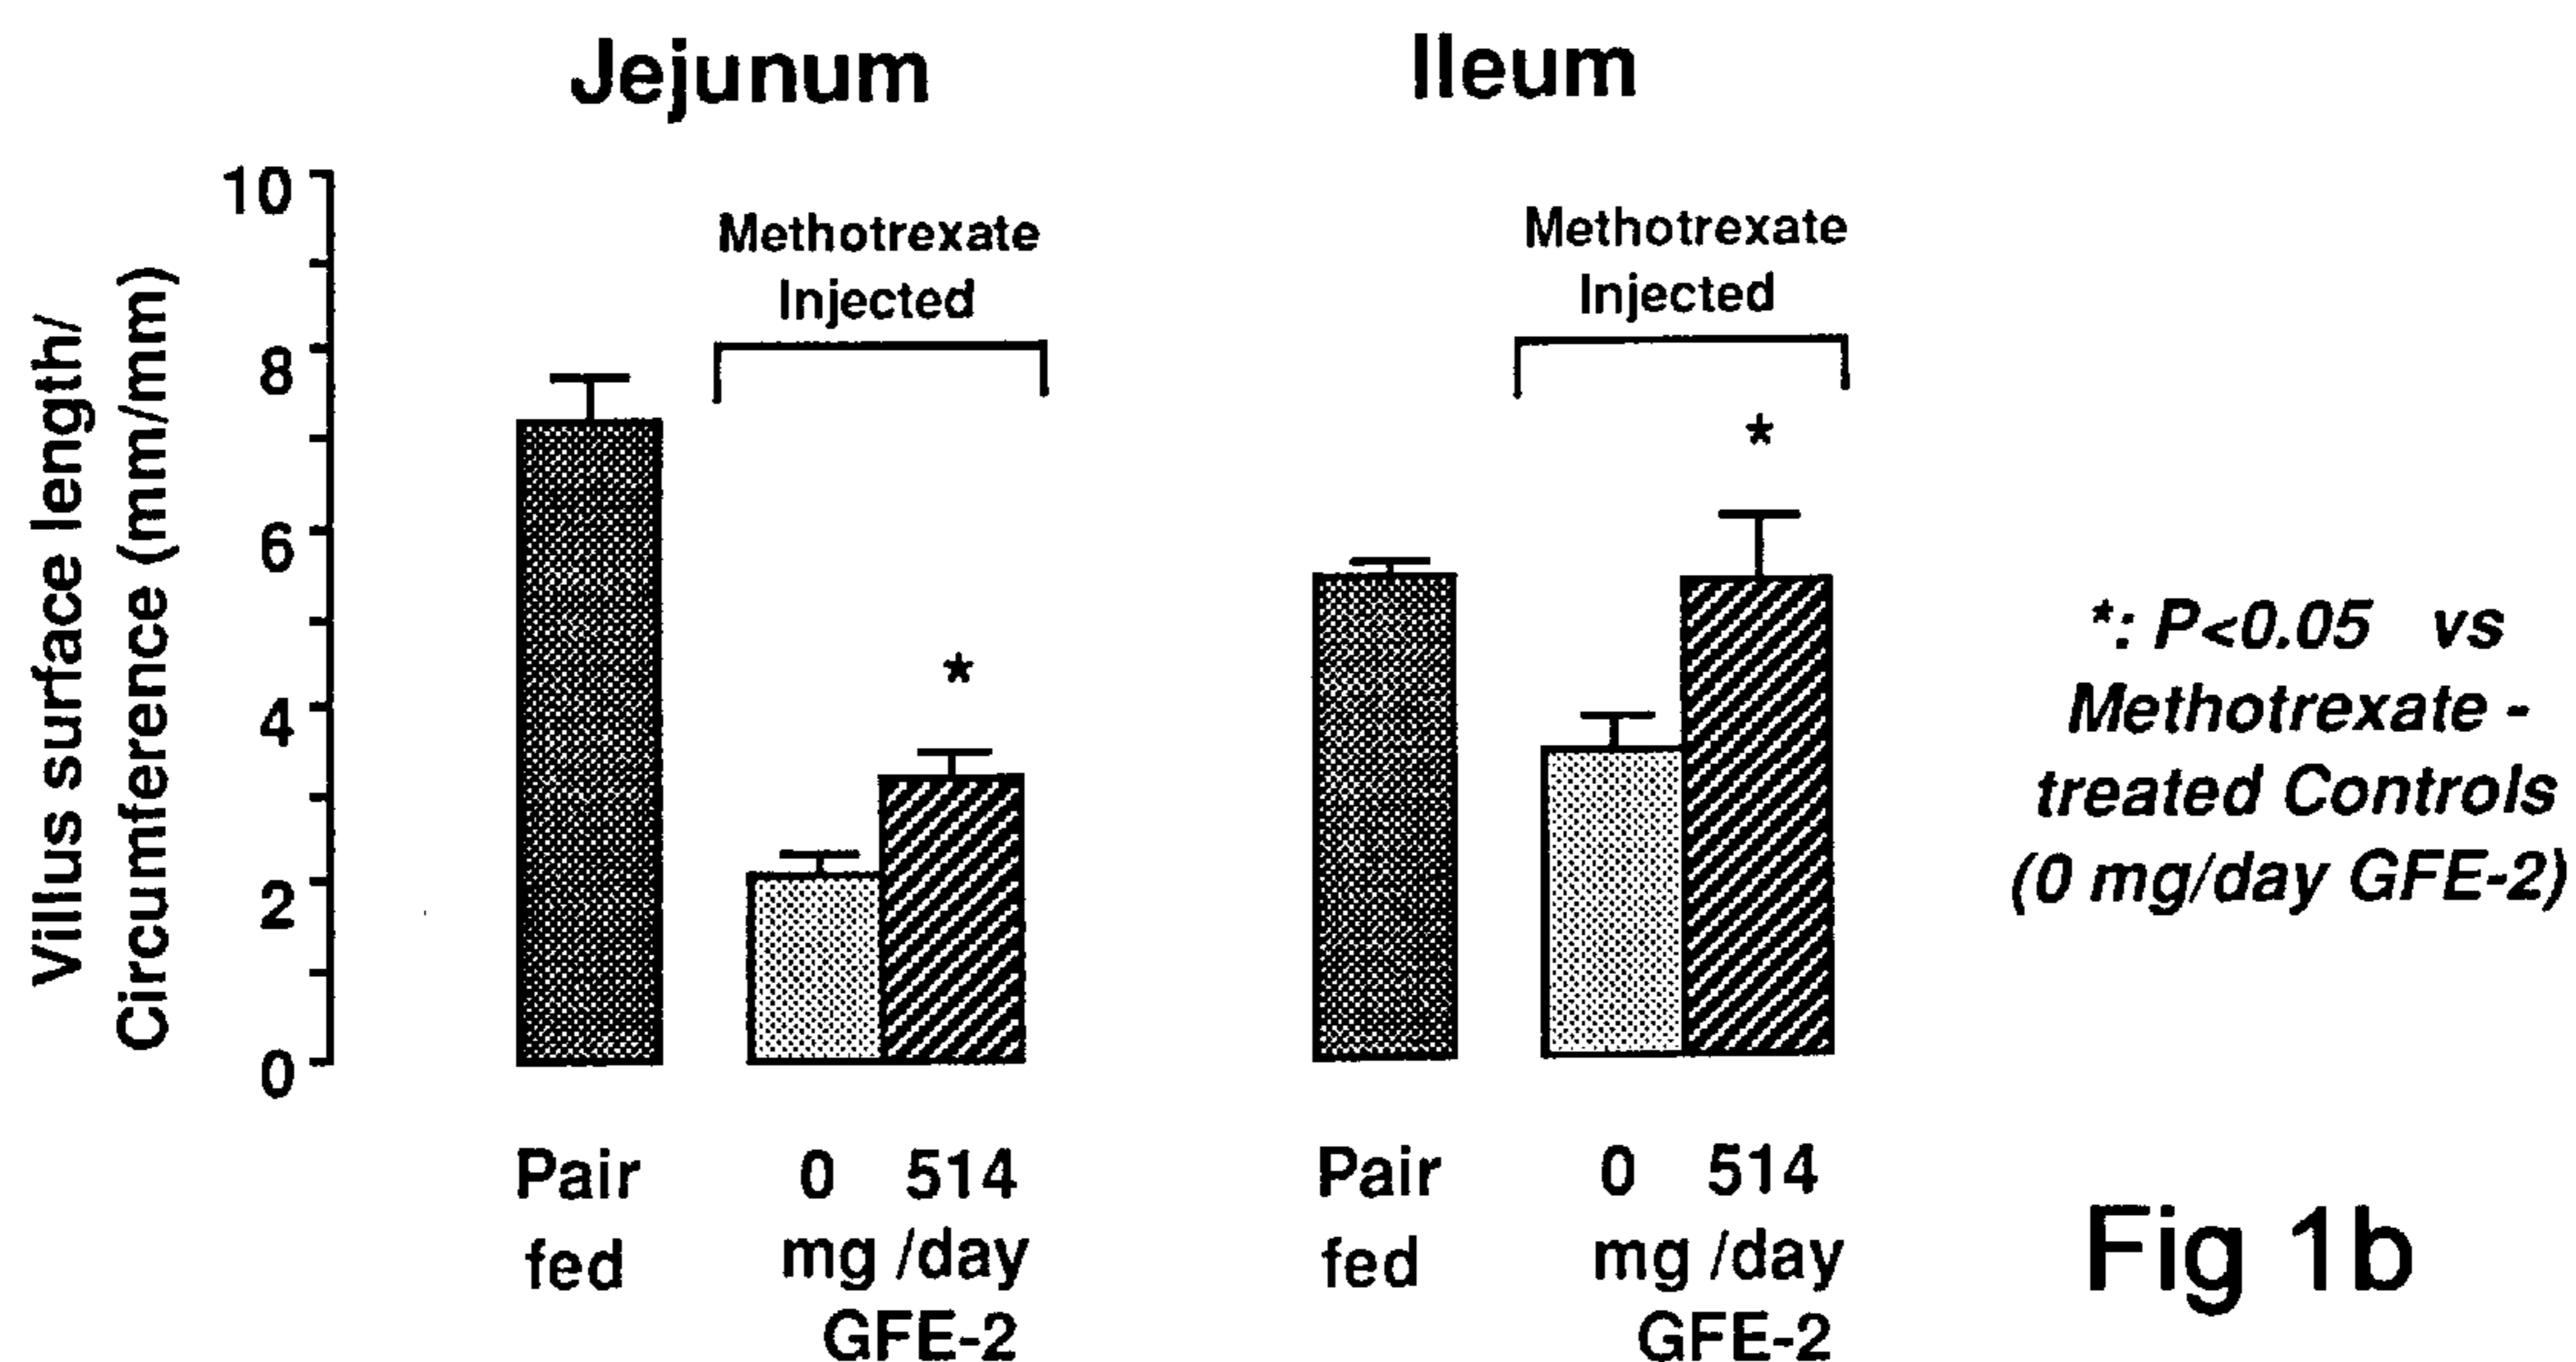 Jejunum
Ileum
Villus surface length/
Circumference (mm/mm)
10
8
6
4
2
0
Methotrexate
Injected
*
Methotrexate
Injected
*
Pair
fed
0 514
mg /day
GFE-2
Pair
fed
0 514
mg /day
GFE-2
*: P<0.05 vs
Methotrexate -
treated Controls
(0 mg/day GFE-2)
Fig 1b